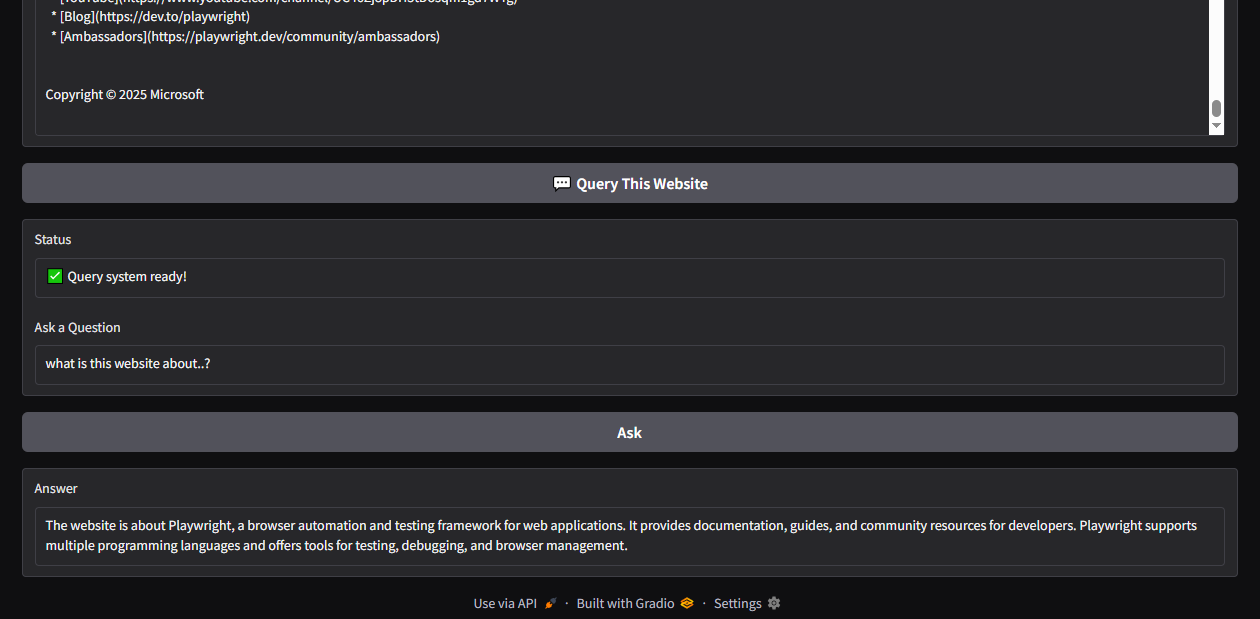 * [Blog](https://dev.to/playwright)
* [Ambassadors](https://playwright.dev/community/ambassadors)
Copyright © 2025 Microsoft
💬 Query This Website
Status
✅ Query system ready!
Ask a Question
what is this website about..?
Ask
Answer
The website is about Playwright, a browser automation and testing framework for web applications. It provides documentation, guides, and community resources for developers. Playwright supports
multiple programming languages and offers tools for testing, debugging, and browser management.
Use via API 🚀 · Built with Gradio · Settings ⚙️